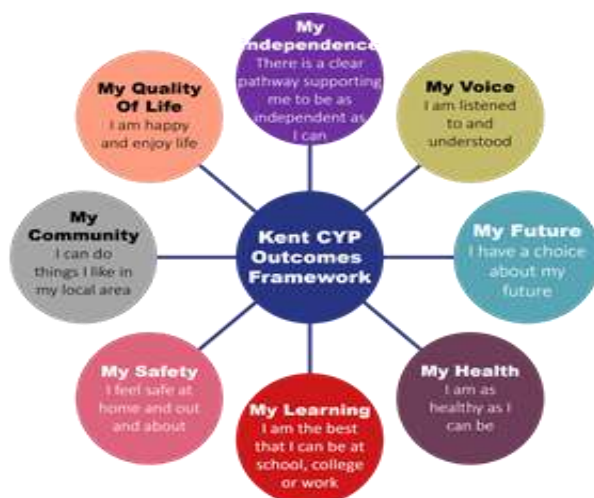 My
Independence
There is a clear
pathway supporting
me to be as
independent as
I can
My Voice
I am listened
to and
understood
My Future
I have a choice
about my
future
My Health
I am as
healthy as I
can be
My Learning
I am the best
that I can be at
school, college
or work
My Safety
I feel safe at
home and out
and about
My
Community
I can do
things I like in
my local area
My Quality
Of Life
I am happy
and enjoy life
Kent CYP
Outcomes
Framework